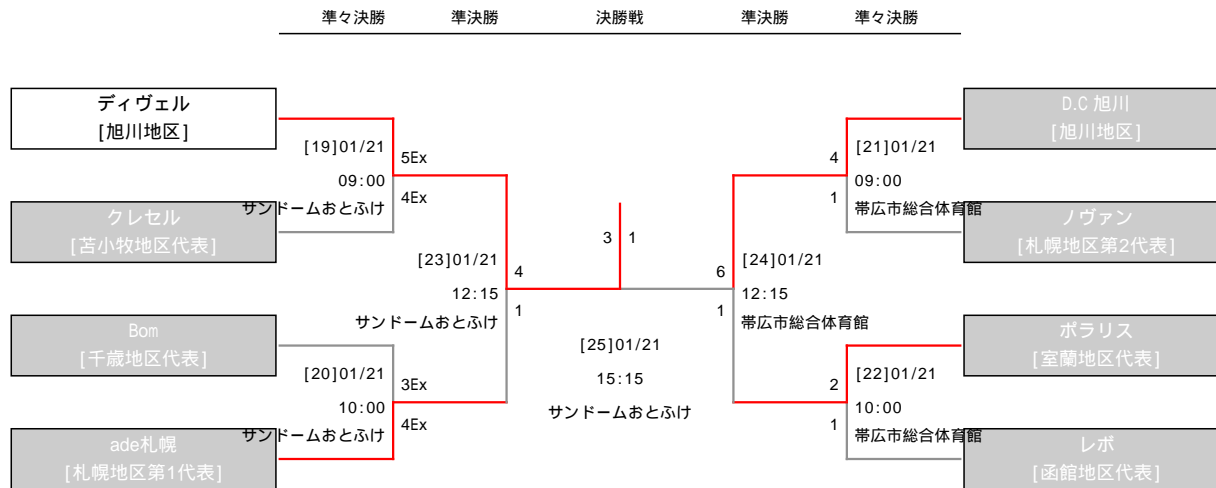 準々決勝 準決勝 決勝戦 準決勝 準々決勝
ディヴェル
[旭川地区]
[19]01/21
5Ex
09:00
4Ex
サンドームおとふけ
クレセル
[苫小牧地区代表]
[23]01/21
4
12:15
1
サンドームおとふけ
Bom
[千歳地区代表]
[20]01/21
3Ex
10:00
4Ex
サンドームおとふけ
ade札幌
[札幌地区第1代表]
3 1
[25]01/21
15:15
サンドームおとふけ
D.C 旭川
[旭川地区]
4
[21]01/21
09:00
1
帯広市総合体育館
ノヴァン
[札幌地区第2代表]
6
[24]01/21
12:15
1
帯広市総合体育館
ポラリス
[室蘭地区代表]
2
[22]01/21
10:00
1
帯広市総合体育館
レボ
[函館地区代表]